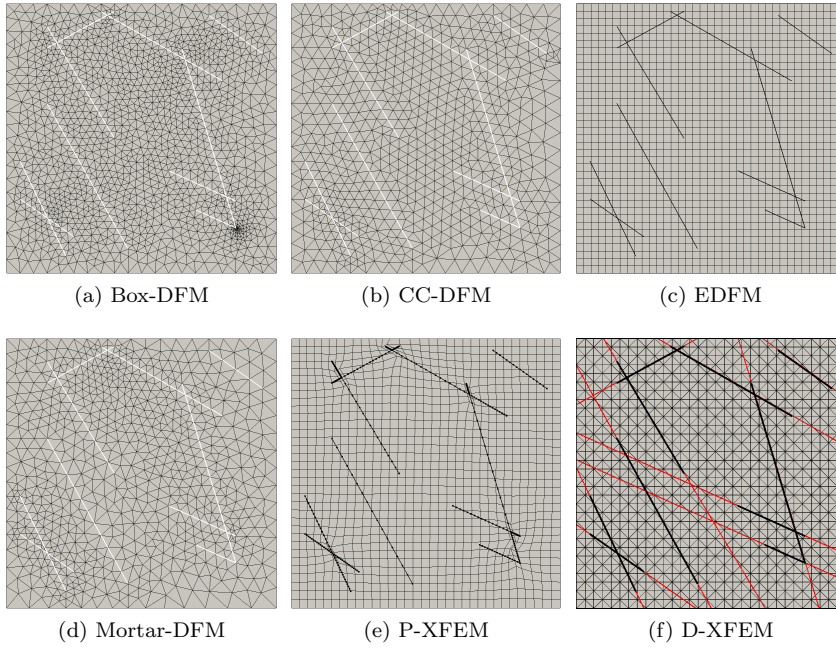 (a) Box-DFM
(b) CC-DFM
(c) EDFM
(d) Mortar-DFM
(e) P-XFEM
(f) D-XFEM